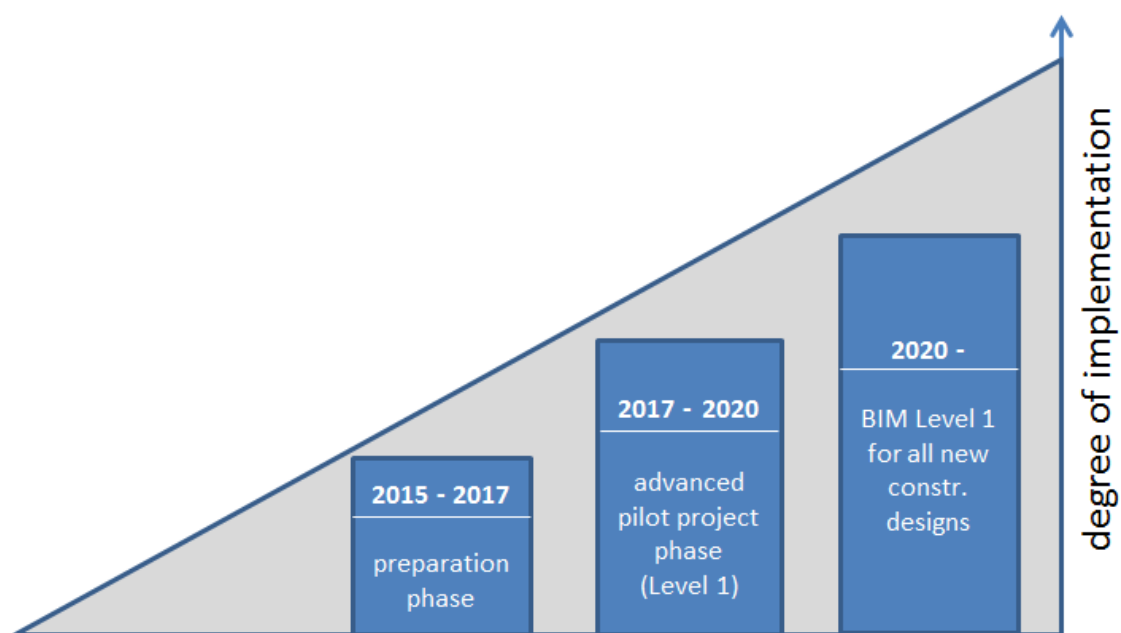 2015 - 2017
preparation
phase
2017 - 2020
advanced
pilot project
phase
(Level 1)
2020 -
BIM Level 1
for all new
constr.
designs
degree of implementation